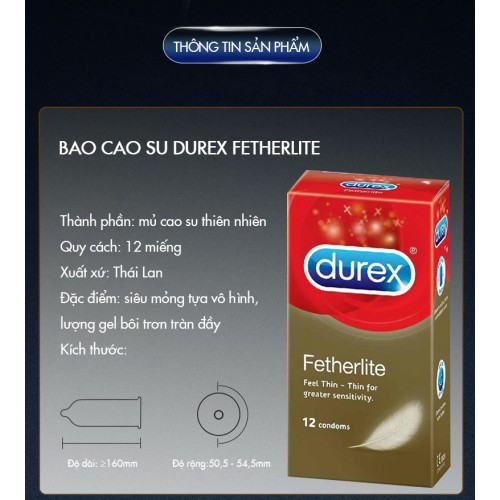 THÔNG TIN SẢN PHẨM
BAO CAO SU DUREX FETHERLITE
Thành phần: mủ cao su thiên nhiên
Quy cách: 12 miếng
Xuất xứ: Thái Lan
Đặc điểm: siêu mỏng tựa vô hình,
lượng gel bôi trơn tràn đầy
Kích thước:
Độ dài: ≥160mm
Độ rộng:50,5 - 54,5mm
durex
durex
Fetherlite
Feel Thin – Thin for
greater sensitivity.
12 condoms